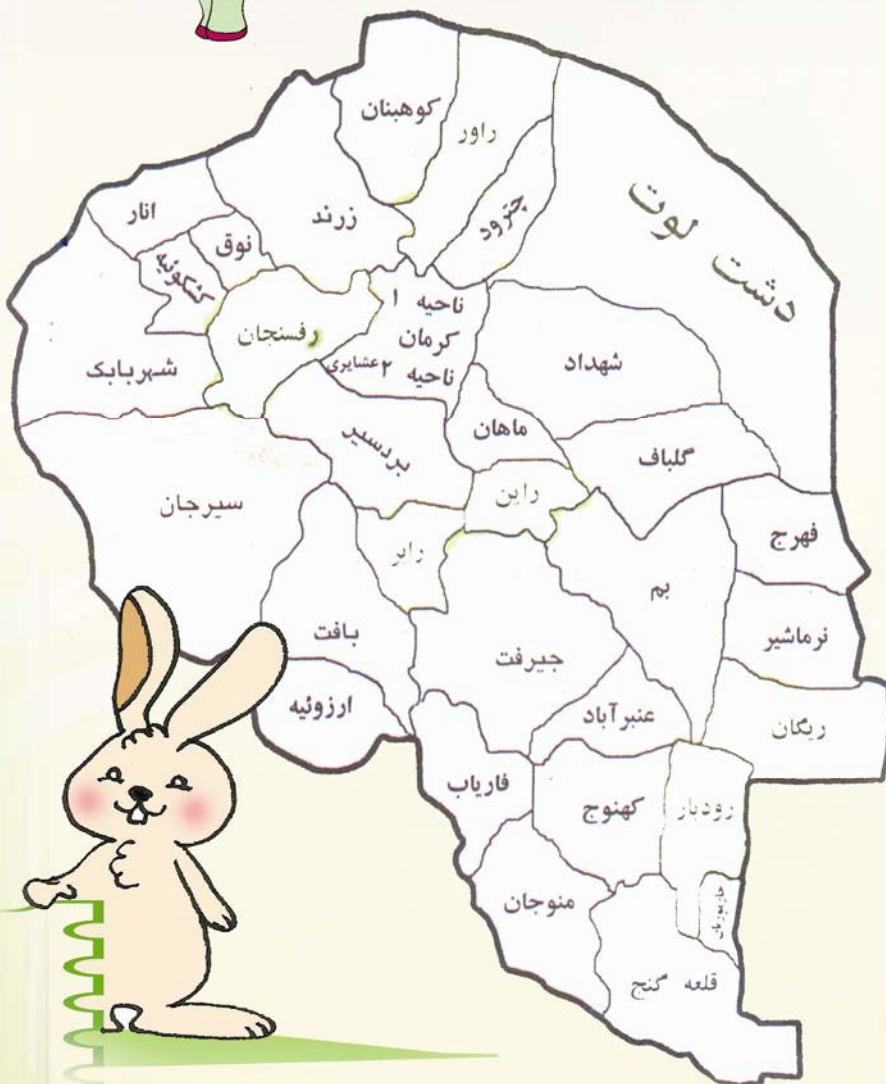 کوهبنان
راور
چترود
دشت لوت
زرند
انار
نوق
کشکوئیه
رفسنجان
ناحیه ۱
کرمان
ناحیه ۲ عشایری
شهداد
شهربابک
ماهان
گلباف
بردسیر
سیرجان
راین
فهرج
رابر
بم
بافت
جیرفت
نرماشیر
ارزوئیه
عنبرآباد
ریگان
فاریاب
کهنوج
رودبار
منوجان
قلعه گنج